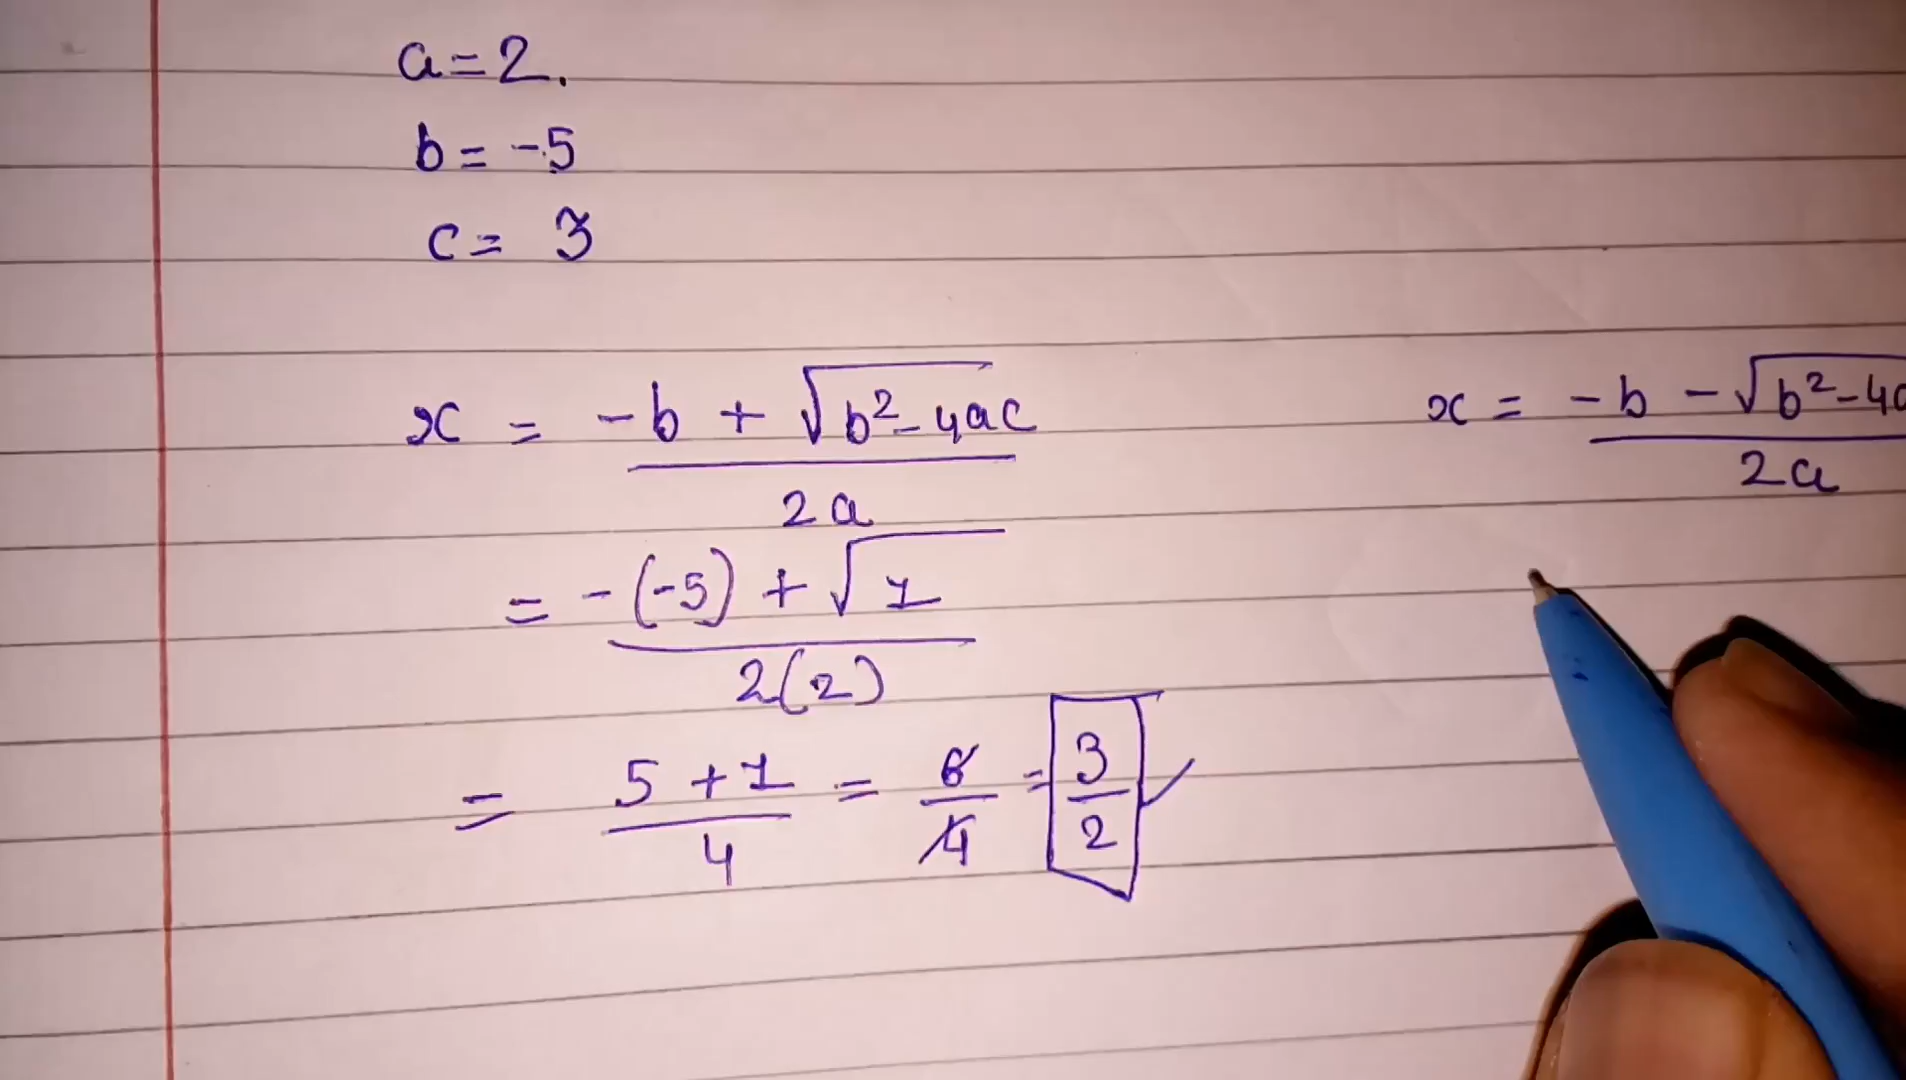 a = 2.
b = -5
c = 3
x = -b + √b²-4ac / 2a
x = -b - √b²-4a / 2a
= -(-5) + √1 / 2(2)
= 5 + 1 / 4 = 6 / 4 = 3 / 2 ✓